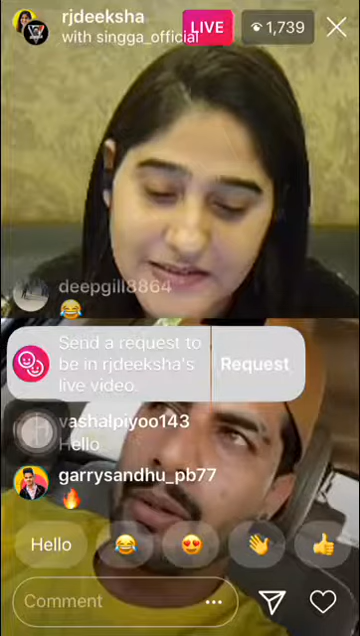 rjdeeksha
with singga_official
LIVE
1,739
deepgill8864
😂
Send a request to
be in rjdeeksha's
live video.
Request
vashalpiyoo143
Hello
garrysandhu_pb77
🔥
Hello 😂 😍 👋 👍
Comment